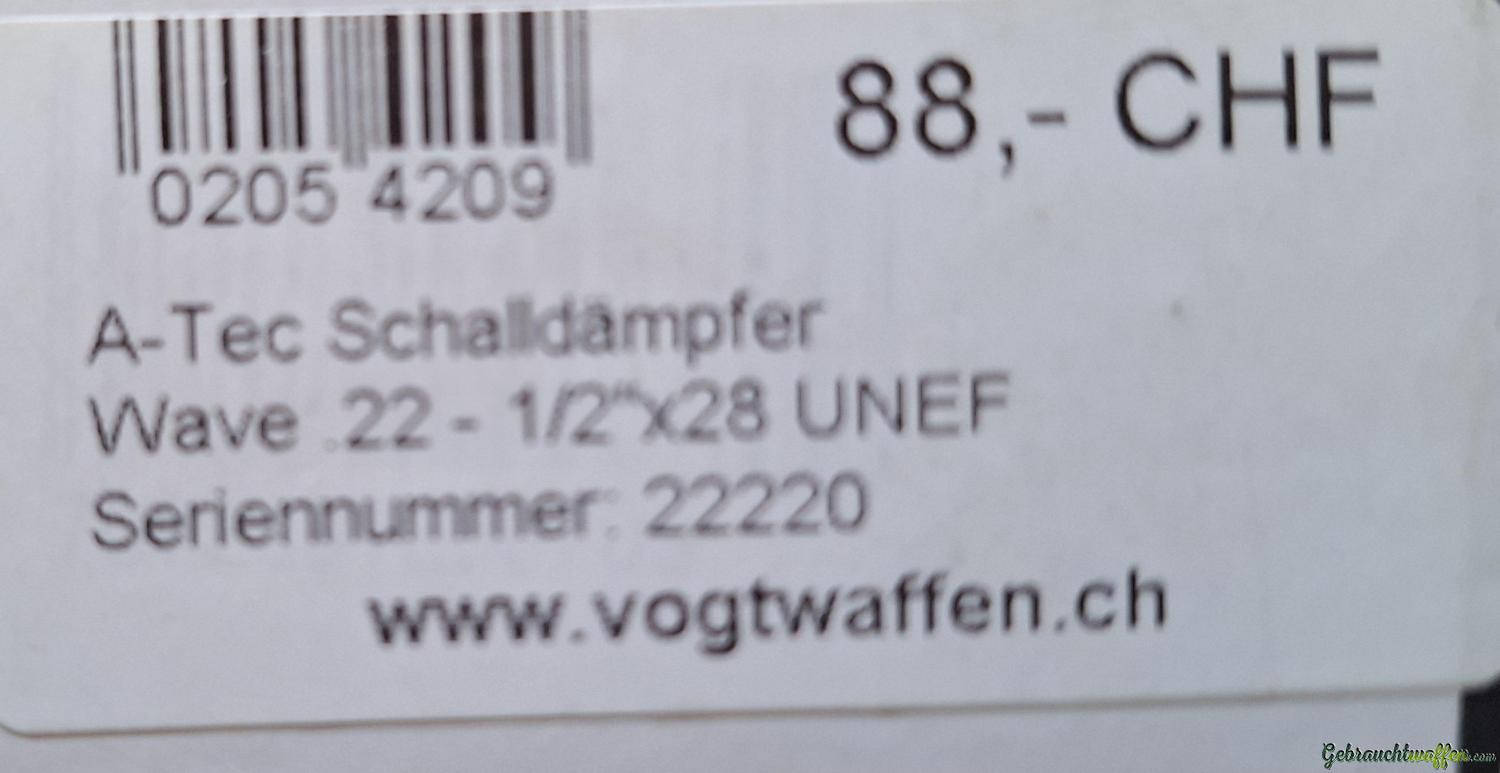 88,- CHF
0205 4209
A-Tec Schalldämpfer
Wave .22 - 1/2"x28 UNEF
Seriennummer: 22220
www.vogtwaffen.ch
Gebrauchtwaffen.com